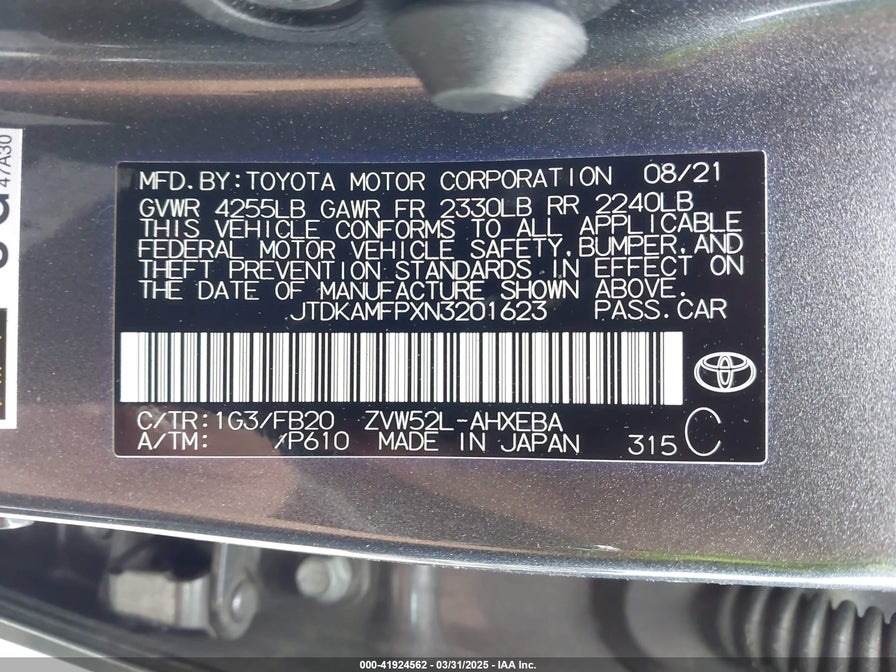 47A30
MFD.BY:TOYOTA MOTOR CORPORATION 08/21
GVWR 4255LB GAWR FR 2330LB RR 2240LB
THIS VEHICLE CONFORMS TO ALL APPLICABLE
FEDERAL MOTOR VEHICLE SAFETY,BUMPER,AND
THEFT PREVENTION STANDARDS IN EFFECT ON
THE DATE OF MANUFACTURE SHOWN ABOVE.
JTDKAMFPXN3201623 PASS.CAR
C/TR:1G3/FB20 ZVW52L-AHXEBA
A/TM: /P610 MADE IN JAPAN 315 C
000-41924562 - 03/31/2025 - IAA Inc.